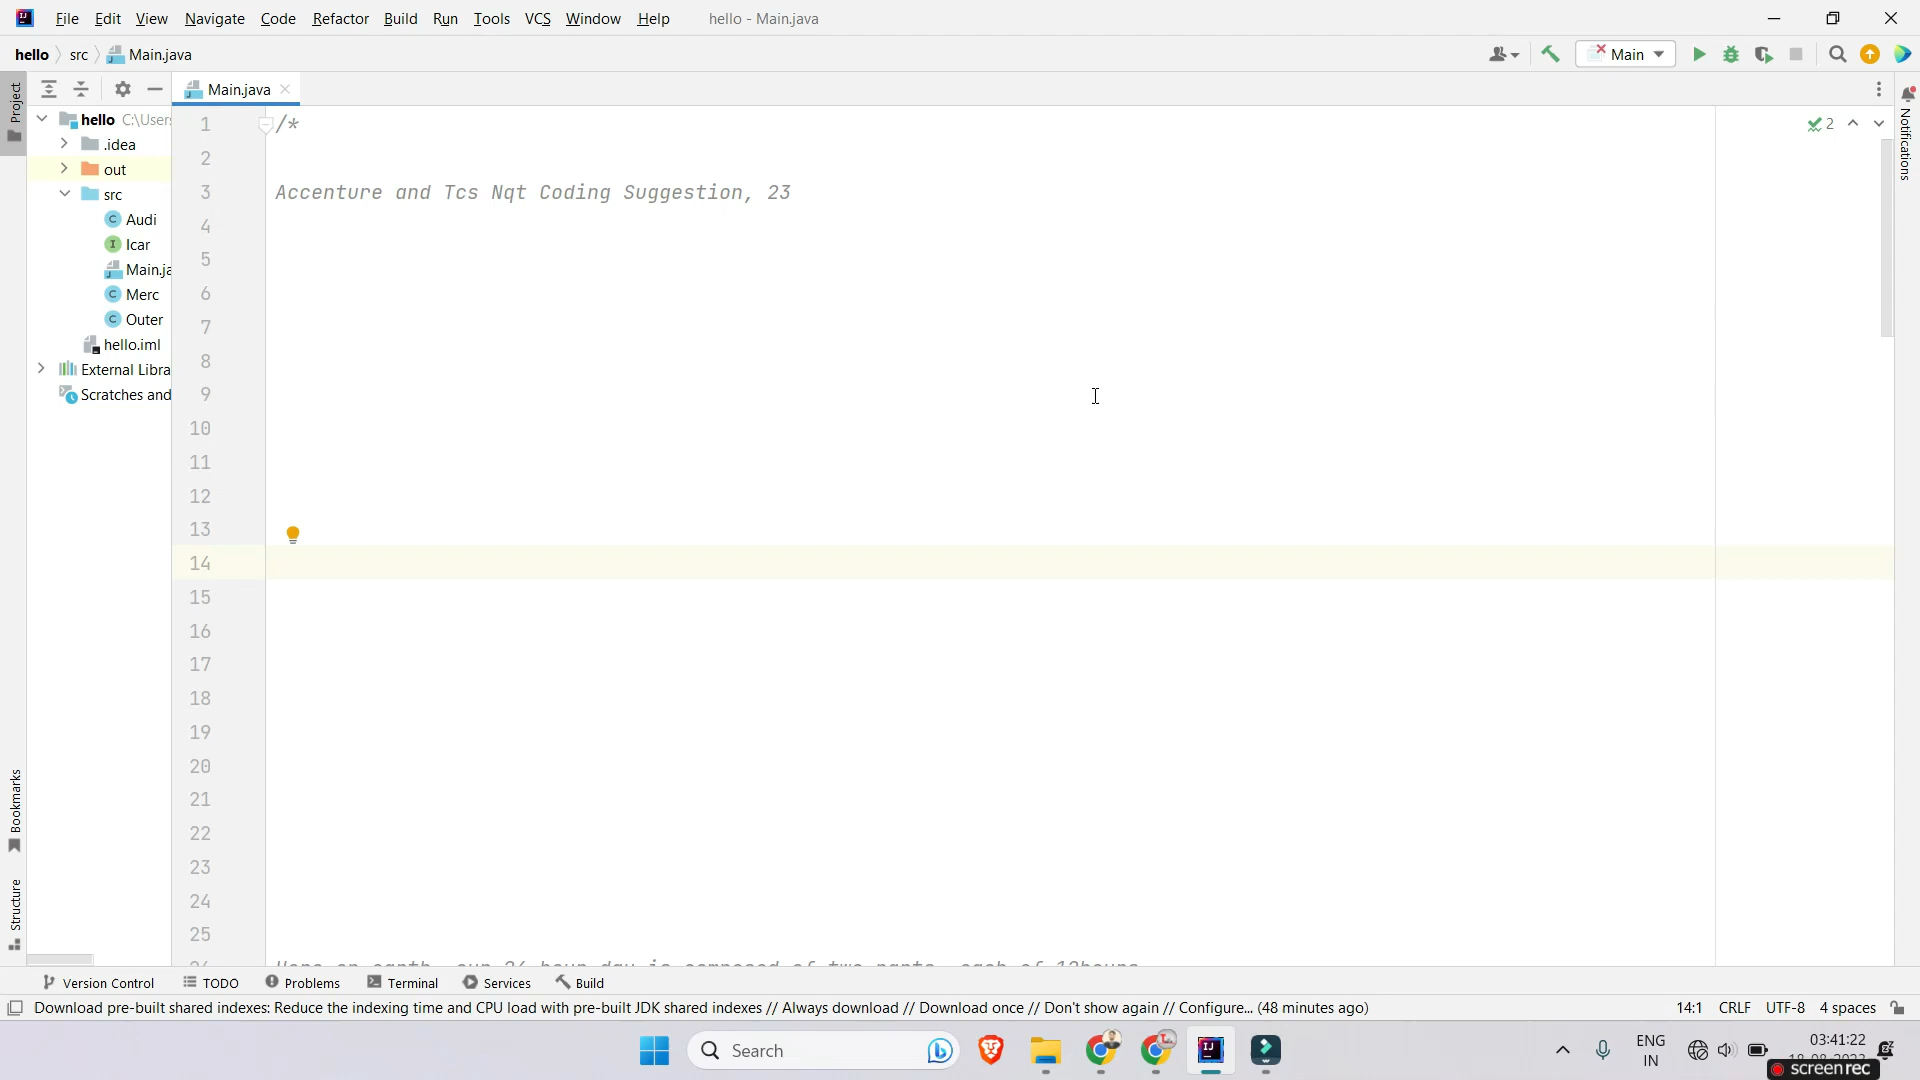 File Edit View Navigate Code Refactor Build Run Tools VCS Window Help hello - Main.java
hello src Main.java
Main
Project
Main.java
Notifications
hello C:\User
.idea
out
src
Audi
Icar
Main.ja
Merc
Outer
hello.iml
External Libra
Scratches and
1 /*
2
2
3 Accenture and Tcs Nqt Coding Suggestion, 23
4
5
6
7
8
9
10
11
12
13
14
15
16
17
18
19
20
21
22
23
24
25
Bookmarks
Structure
Version Control TODO Problems Terminal Services Build
Download pre-built shared indexes: Reduce the indexing time and CPU load with pre-built JDK shared indexes // Always download // Download once // Don't show again // Configure... (48 minutes ago)
14:1 CRLF UTF-8 4 spaces
Search
ENG
IN
03:41:22
screenrec